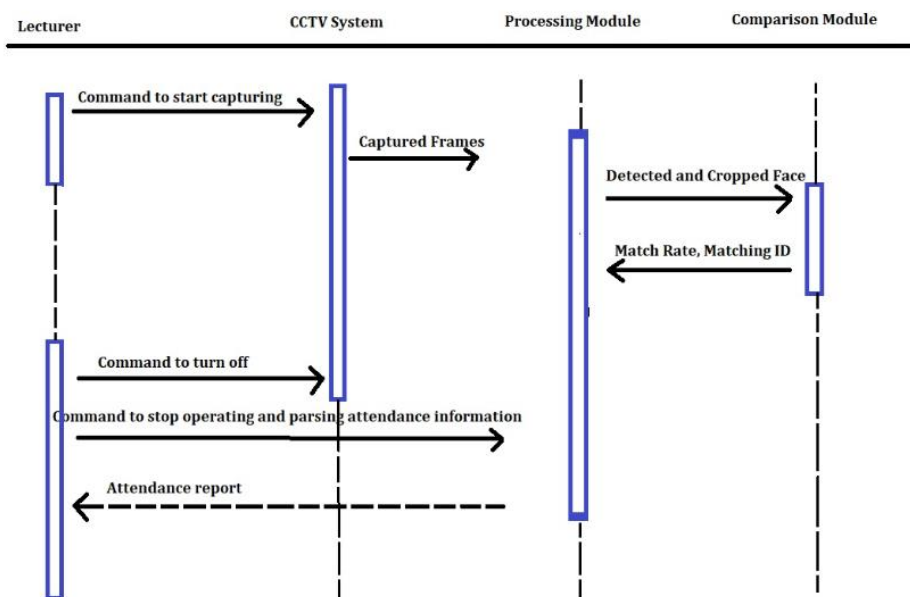 Lecturer
CCTV System
Processing Module
Comparison Module
Command to start capturing
Captured Frames
Detected and Cropped Face
Match Rate, Matching ID
Command to turn off
Command to stop operating and parsing attendance information
Attendance report